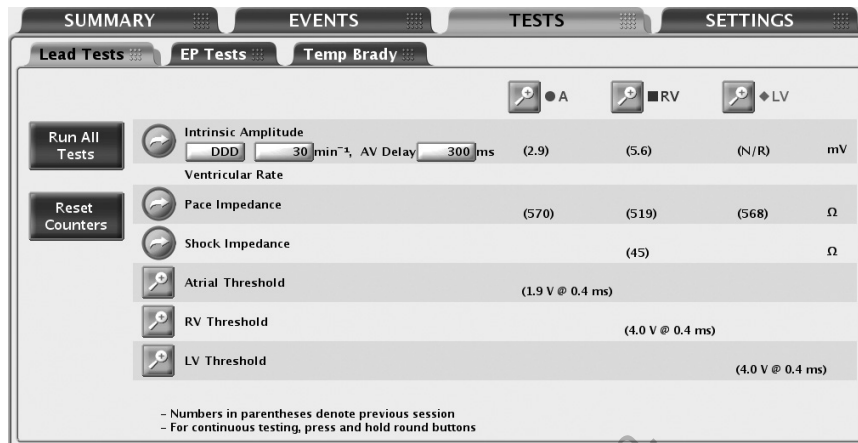 SUMMARY EVENTS TESTS SETTINGS
Lead Tests EP Tests Temp Brady
A RV LV
Run All
Tests
Intrinsic Amplitude
DDD 30 min⁻¹, AV Delay 300 ms (2.9) (5.6) (N/R) mV
Ventricular Rate
Reset
Counters
Pace Impedance (570) (519) (568) Ω
Shock Impedance (45) Ω
Atrial Threshold (1.9 V @ 0.4 ms)
RV Threshold (4.0 V @ 0.4 ms)
LV Threshold (4.0 V @ 0.4 ms)
– Numbers in parentheses denote previous session
– For continuous testing, press and hold round buttons